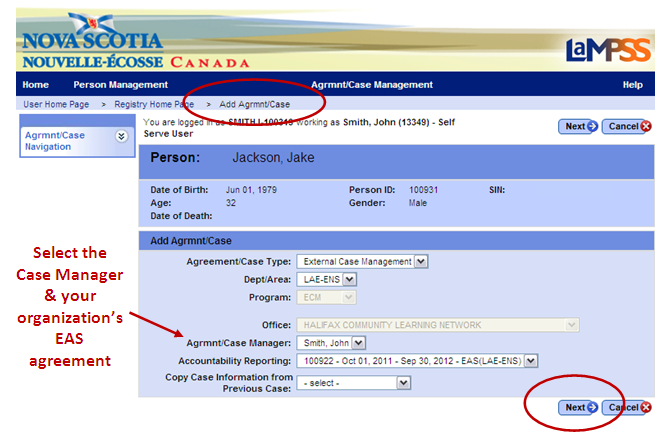 NOVA SCOTIA
NOUVELLE-ÉCOSSE CANADA
LaMPSS
Home Person Management Agrmnt/Case Management Help
User Home Page > Registry Home Page > Add Agrmnt/Case
You are logged in as SMITH J-100319 working as Smith, John (13349) - Self
Serve User
Next Cancel
Agrmnt/Case
Navigation
Person: Jackson, Jake
Date of Birth: Jun 01, 1979 Person ID: 100931 SIN:
Age: 32 Gender: Male
Date of Death:
Add Agrmnt/Case
Agreement/Case Type: External Case Management
Dept/Area: LAE-ENS
Program: ECM
Office: HALIFAX COMMUNITY LEARNING NETWORK
Agrmnt/Case Manager: Smith, John
Accountability Reporting: 100922 - Oct 01, 2011 - Sep 30, 2012 - EAS(LAE-ENS)
Copy Case Information from
Previous Case: - select -
Next Cancel
Select the
Case Manager
& your
organization's
EAS
agreement